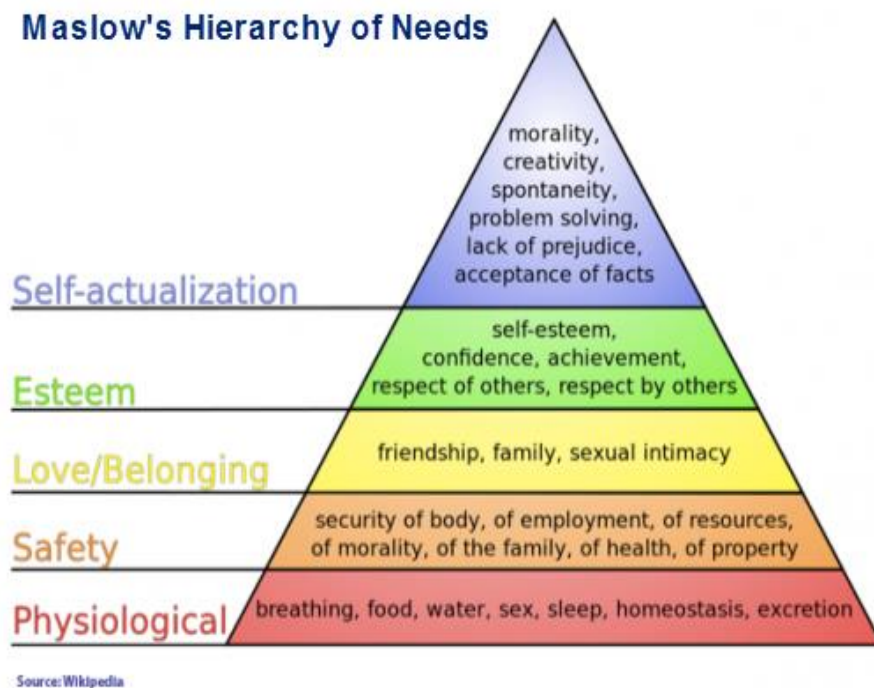 Maslow's Hierarchy of Needs
morality,
creativity,
spontaneity,
problem solving,
lack of prejudice,
acceptance of facts
Self-actualization
self-esteem,
confidence, achievement,
respect of others, respect by others
Esteem
friendship, family, sexual intimacy
Love/Belonging
security of body, of employment, of resources,
of morality, of the family, of health, of property
Safety
breathing, food, water, sex, sleep, homeostasis, excretion
Physiological
Source: Wikipedia